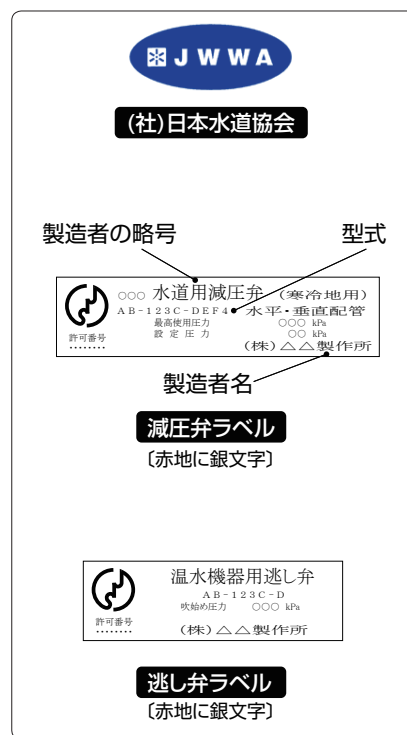 JWWA
(社)日本水道協会
製造者の略号 型式
○○○ 水道用減圧弁 (寒冷地用)
AB-123C-DEF4 水平・垂直配管
最高使用圧力 ○○○ kPa
設定圧力 ○○ kPa
許可番号
........
(株)△△製作所
製造者名
減圧弁ラベル
〔赤地に銀文字〕
温水機器用逃し弁
AB-123C-D
吹始め圧力 ○○○ kPa
許可番号
........
(株)△△製作所
逃し弁ラベル
〔赤地に銀文字〕